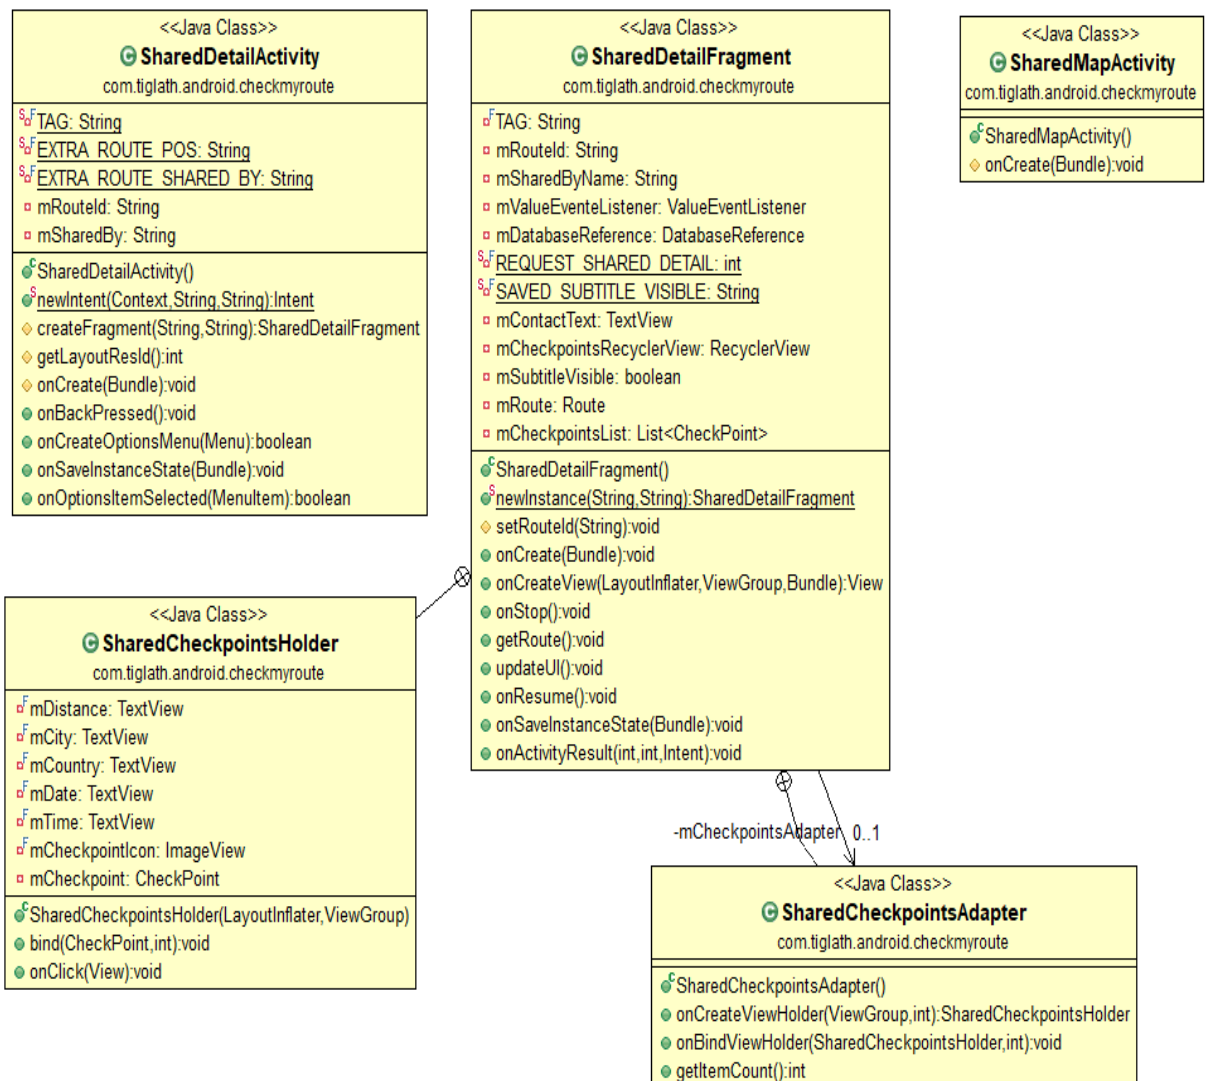 <<Java Class>>
SharedDetailActivity
com.tiglath.android.checkmyroute
TAG: String
EXTRA_ROUTE_POS: String
EXTRA_ROUTE_SHARED_BY: String
mRouteId: String
mSharedBy: String
SharedDetailActivity()
newIntent(Context,String,String):Intent
createFragment(String,String):SharedDetailFragment
getLayoutResId():int
onCreate(Bundle):void
onBackPressed():void
onCreateOptionsMenu(Menu):boolean
onSaveInstanceState(Bundle):void
onOptionsItemSelected(MenuItem):boolean
<<Java Class>>
SharedDetailFragment
com.tiglath.android.checkmyroute
TAG: String
mRouteId: String
mSharedByName: String
mValueEventeListener: ValueEventListener
mDatabaseReference: DatabaseReference
REQUEST_SHARED_DETAIL: int
SAVED_SUBTITLE_VISIBLE: String
mContactText: TextView
mCheckpointsRecyclerView: RecyclerView
mSubtitleVisible: boolean
mRoute: Route
mCheckpointsList: List<CheckPoint>
SharedDetailFragment()
newInstance(String,String):SharedDetailFragment
setRouteId(String):void
onCreate(Bundle):void
onCreateView(LayoutInflater,ViewGroup,Bundle):View
onStop():void
getRoute():void
updateUI():void
onResume():void
onSaveInstanceState(Bundle):void
onActivityResult(int,int,Intent):void
<<Java Class>>
SharedMapActivity
com.tiglath.android.checkmyroute
SharedMapActivity()
onCreate(Bundle):void
<<Java Class>>
SharedCheckpointsHolder
com.tiglath.android.checkmyroute
mDistance: TextView
mCity: TextView
mCountry: TextView
mDate: TextView
mTime: TextView
mCheckpointIcon: ImageView
mCheckpoint: CheckPoint
SharedCheckpointsHolder(LayoutInflater,ViewGroup)
bind(CheckPoint,int):void
onClick(View):void
-mCheckpointsAdapter 0..1
<<Java Class>>
SharedCheckpointsAdapter
com.tiglath.android.checkmyroute
SharedCheckpointsAdapter()
onCreateViewHolder(ViewGroup,int):SharedCheckpointsHolder
onBindViewHolder(SharedCheckpointsHolder,int):void
getItemCount():int